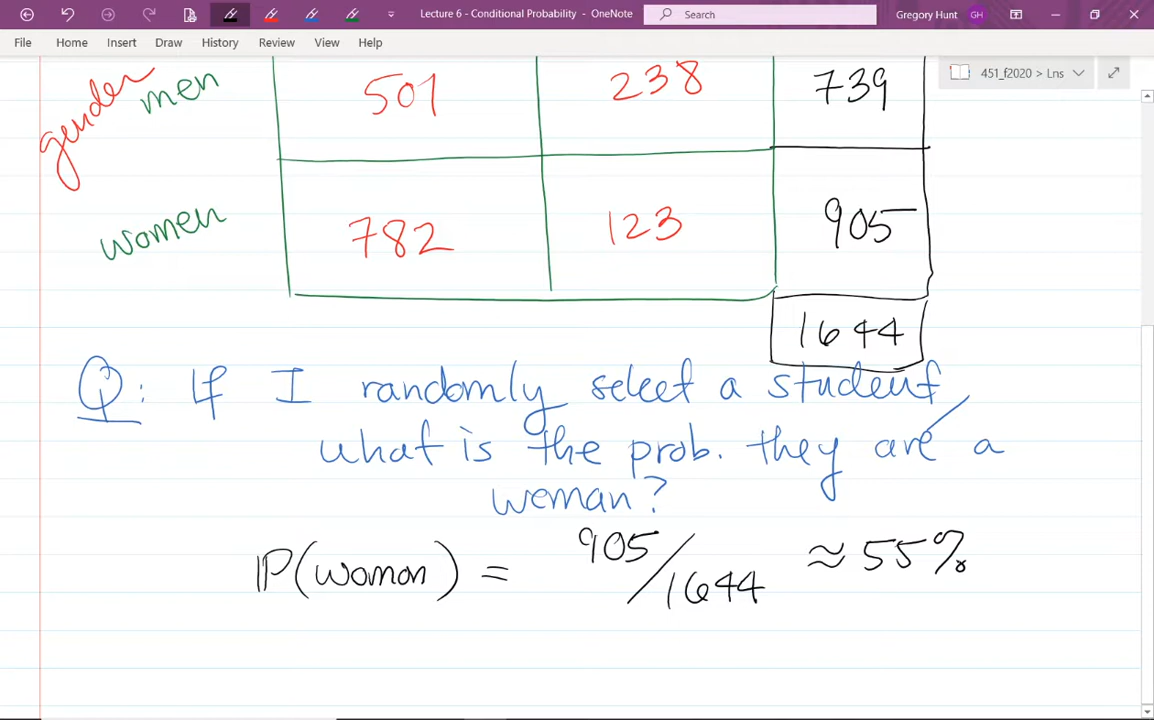 Lecture 6 - Conditional Probability - OneNote
Search
Gregory Hunt GH
File Home Insert Draw History Review View Help
451_f2020 > Lns
gender men 501 238 739
women 782 123 905
1644
Q: If I randomly select a student,
what is the prob. they are a
woman?
IP(woman) = 905/1644 ≈ 55%